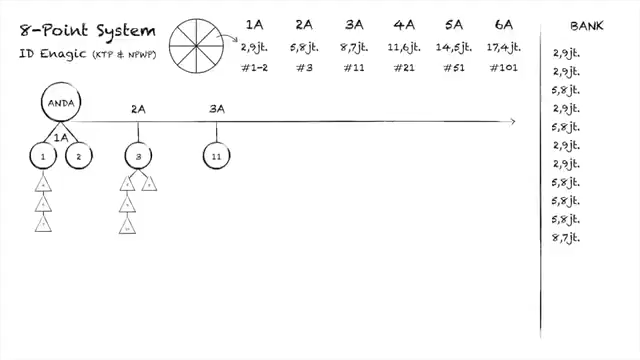 8-Point System
ID Enagic (KTP & NPWP)
1A 2A 3A 4A 5A 6A
2,9jt. 5,8jt. 8,7jt. 11,6jt. 14,5jt. 17,4jt.
#1-2 #3 #11 #21 #51 #101
BANK
2,9jt.
2,9jt.
5,8jt.
2,9jt.
5,8jt.
2,9jt.
2,9jt.
5,8jt.
5,8jt.
5,8jt.
8,7jt.
ANDA
2A 3A
1A
1 2 3 11